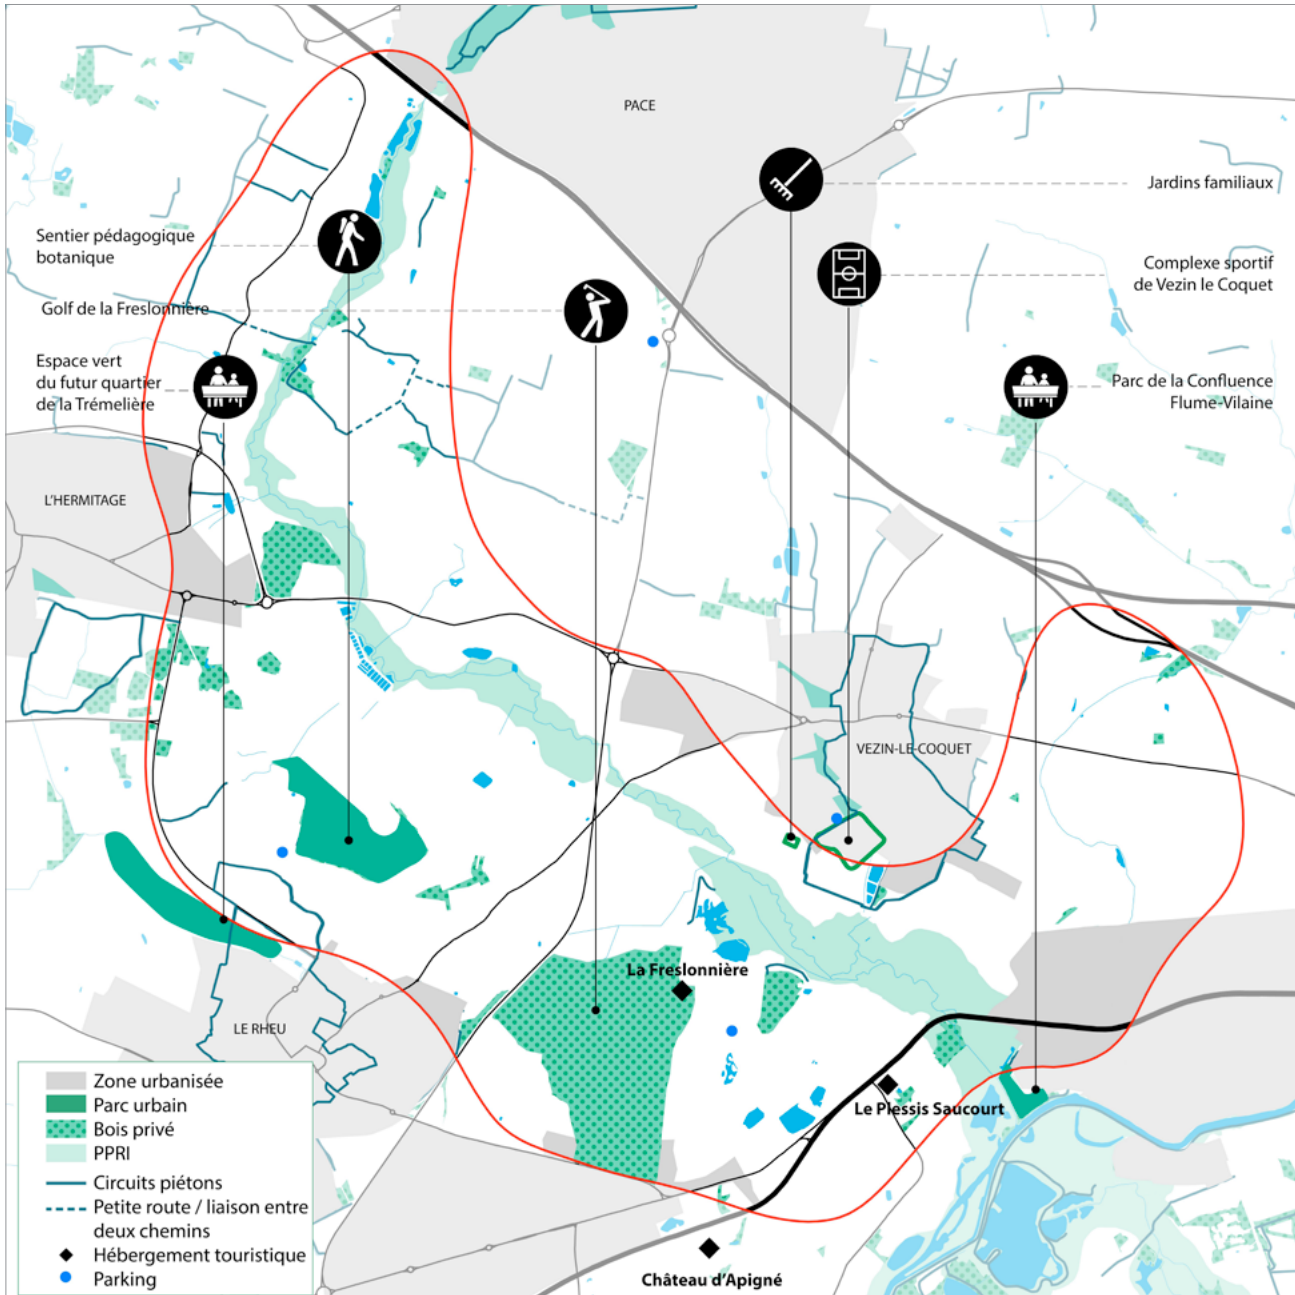 PACE
Jardins familiaux
Sentier pédagogique
botanique
Complexe sportif
de Vezin le Coquet
Golf de la Freslonnière
Espace vert
du futur quartier
de la Trémelière
Parc de la Confluence
Flume-Vilaine
L'HERMITAGE
VEZIN-LE-COQUET
La Freslonnière
LE RHEU
Le Plessis Saucourt
Château d'Apigné
Zone urbanisée
Parc urbain
Bois privé
PPRI
Circuits piétons
Petite route / liaison entre
deux chemins
Hébergement touristique
Parking